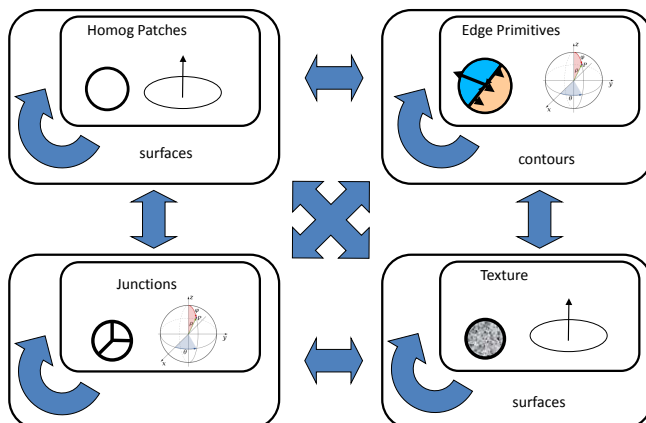 Homog Patches
surfaces
Edge Primitives
z
φ
P
ρ
y
x
θ
contours
Junctions
z
φ
P
ρ
y
x
θ
Texture
surfaces